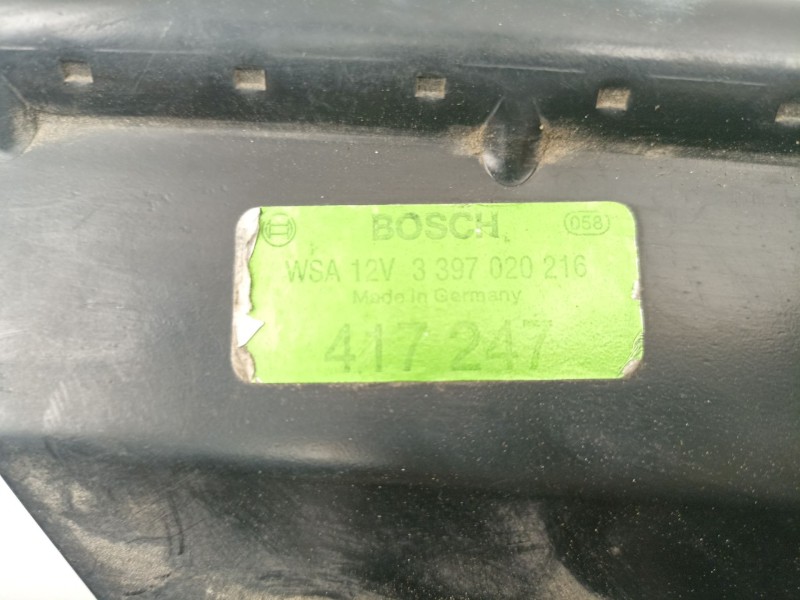 BOSCH 058
WSA 12V 3 397 020 216
Made in Germany
417 247